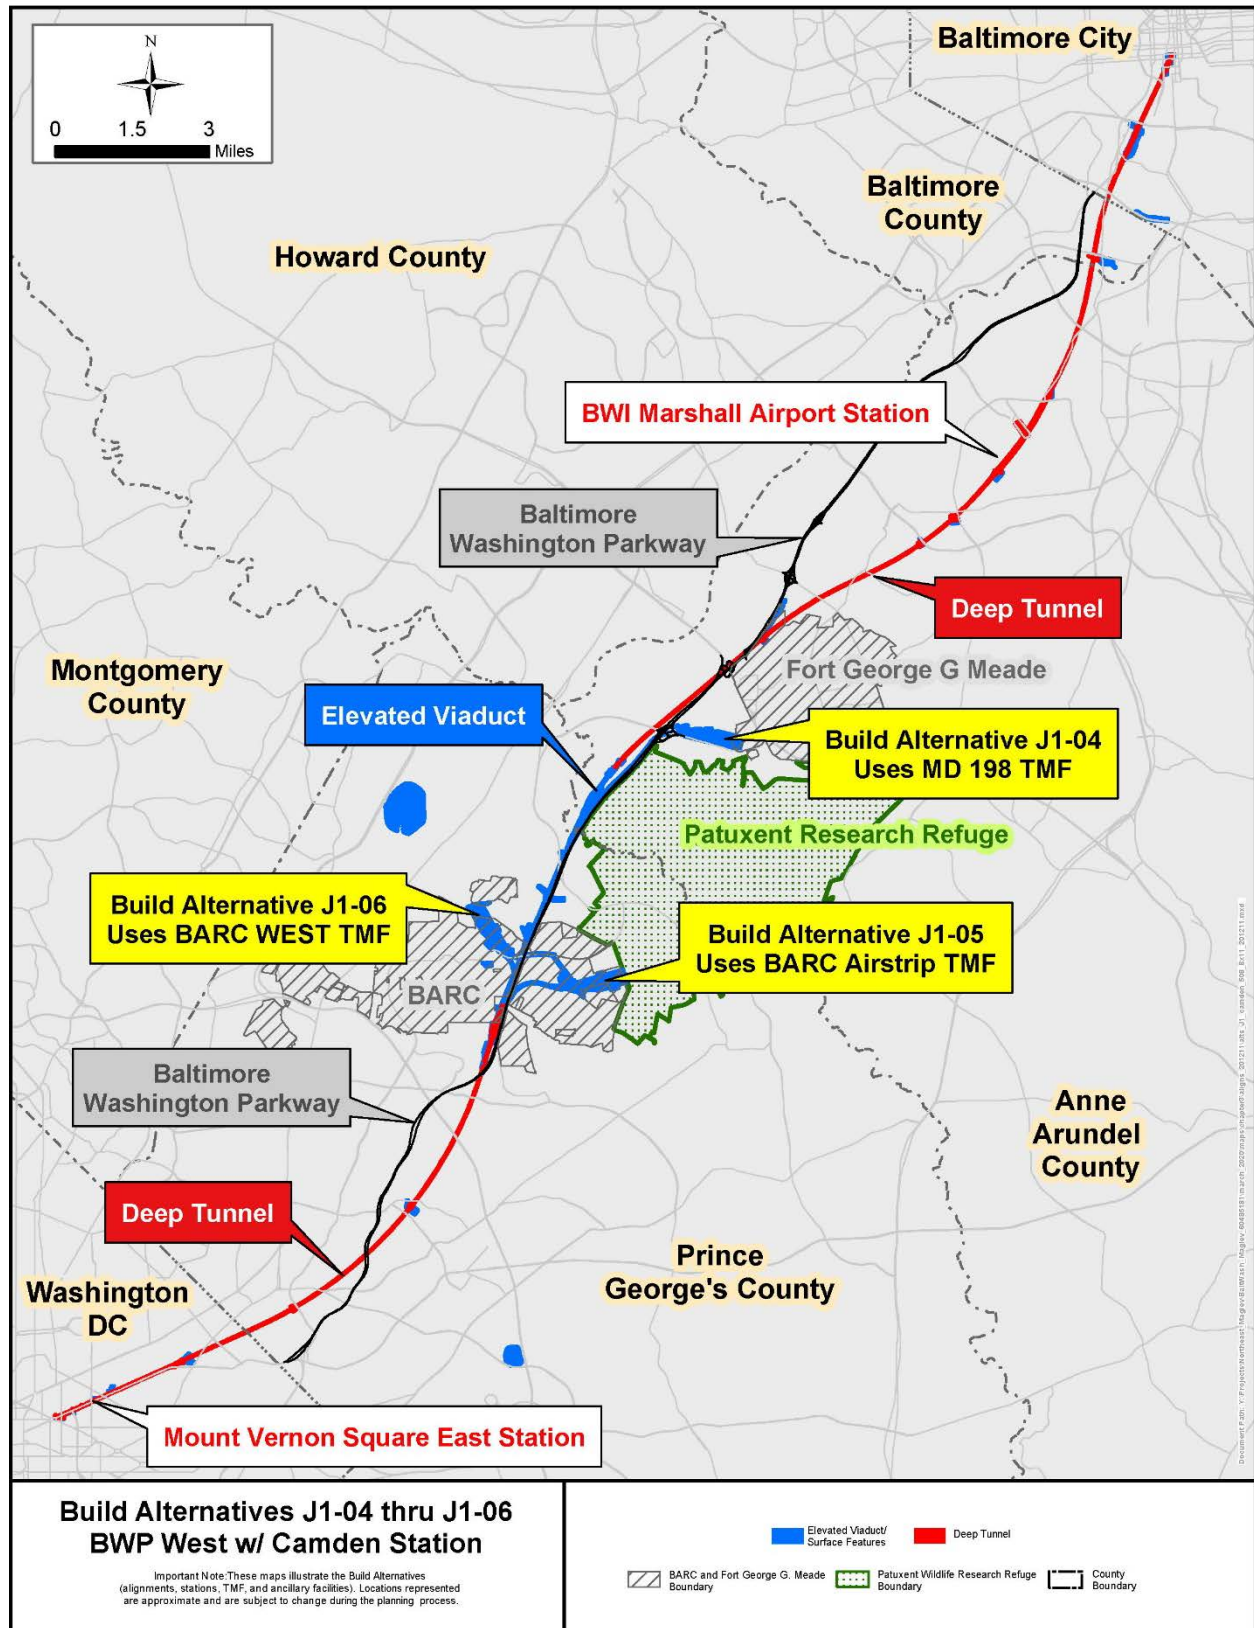 N
0 1.5 3
Miles
Baltimore City
Baltimore
County
Howard County
BWI Marshall Airport Station
Baltimore
Washington Parkway
Deep Tunnel
Fort George G Meade
Montgomery
County
Elevated Viaduct
Build Alternative J1-04
Uses MD 198 TMF
Patuxent Research Refuge
Build Alternative J1-06
Uses BARC WEST TMF
Build Alternative J1-05
Uses BARC Airstrip TMF
BARC
Baltimore
Washington Parkway
Anne
Arundel
County
Deep Tunnel
Prince
George's County
Washington
DC
Mount Vernon Square East Station
Build Alternatives J1-04 thru J1-06
BWP West w/ Camden Station
Important Note:These maps illustrate the Build Alternatives
(alignments, stations, TMF, and ancillary facilities). Locations represented
are approximate and are subject to change during the planning process.
Elevated Viaduct/
Surface Features
Deep Tunnel
BARC and Fort George G. Meade
Boundary
Patuxent Wildlife Research Refuge
Boundary
County
Boundary